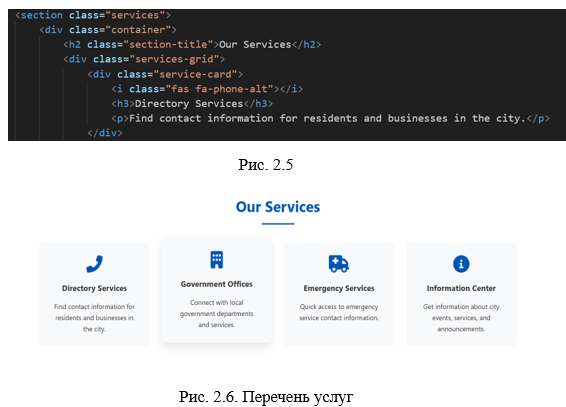 <section class="services">
<div class="container">
<h2 class="section-title">Our Services</h2>
<div class="services-grid">
<div class="service-card">
<i class="fas fa-phone-alt"></i>
<h3>Directory Services</h3>
<p>Find contact information for residents and businesses in the city.</p>
</div>
Рис. 2.5
Our Services
Directory Services
Find contact information for
residents and businesses in
the city.
Government Offices
Connect with local
government departments
and services.
Emergency Services
Quick access to emergency
service contact information.
Information Center
Get information about city
events, services, and
announcements.
Рис. 2.6. Перечень услуг